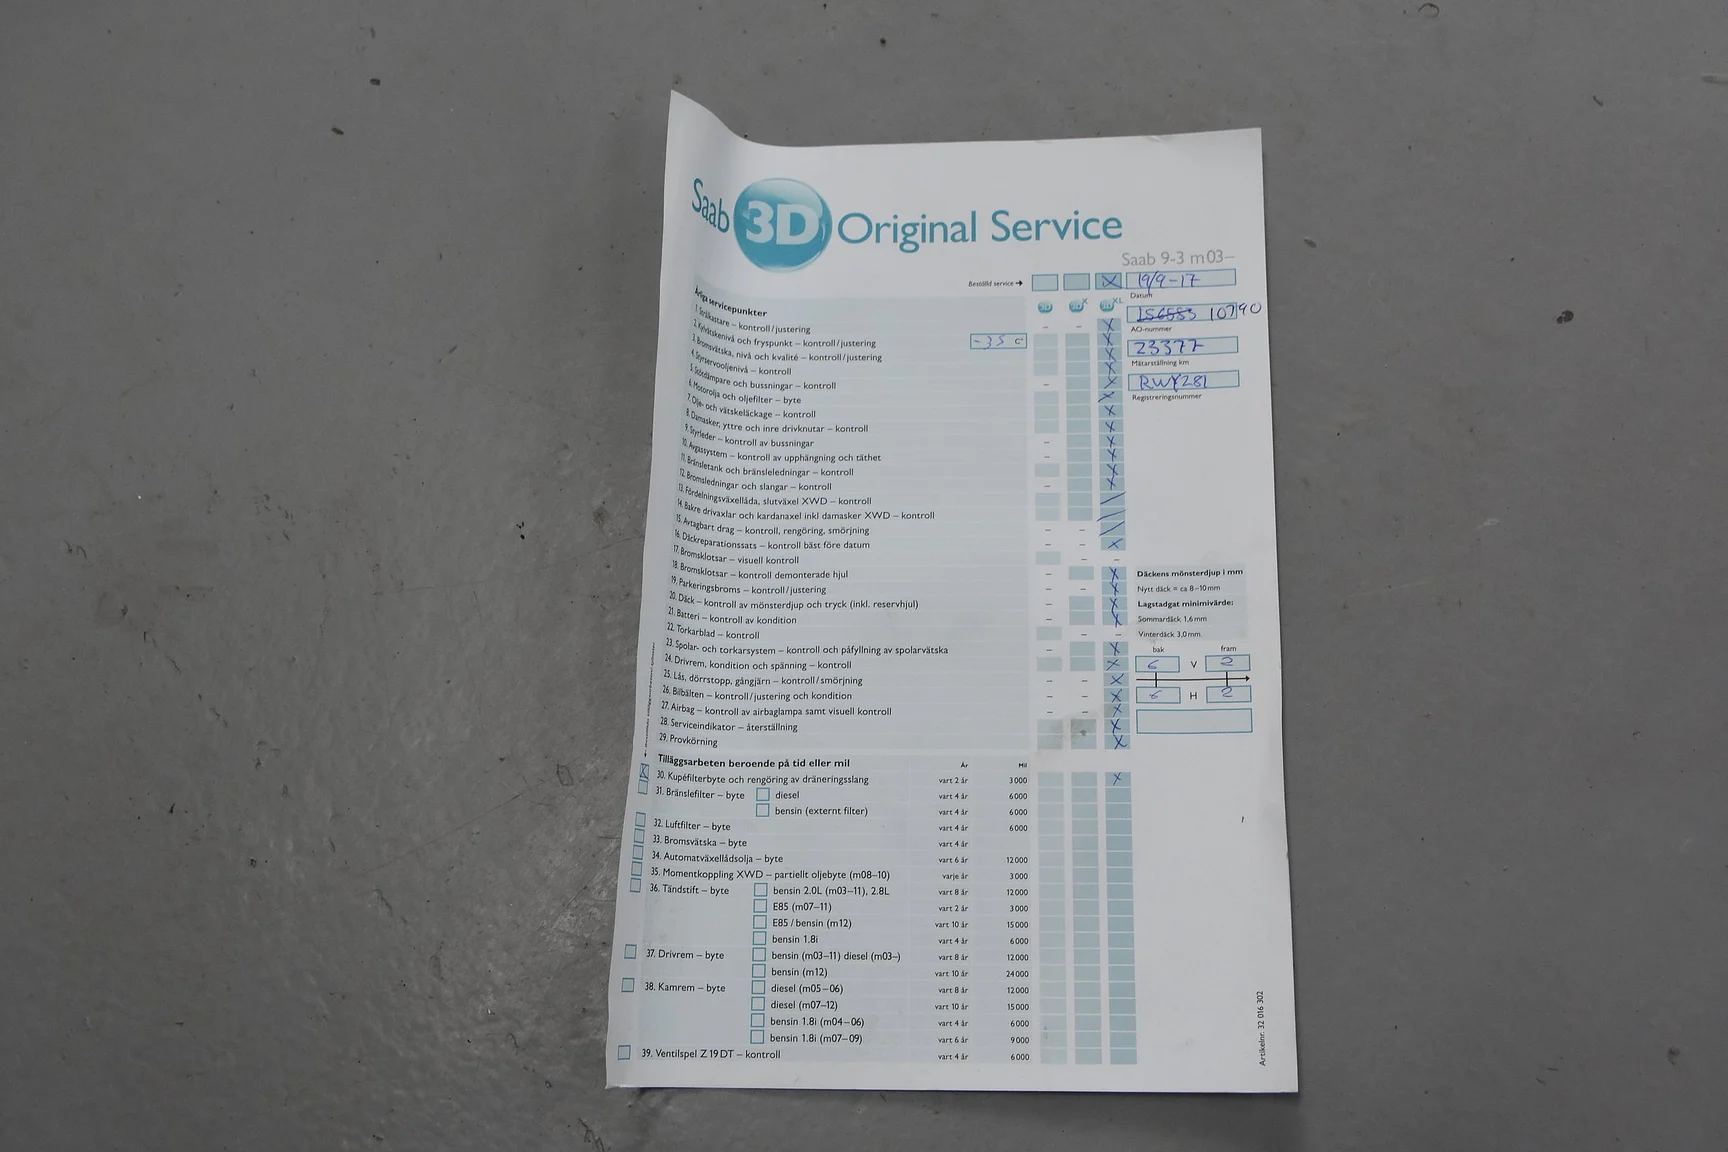 Saab 3D Original Service
Saab 9-3 m03–
Beställd service → X 19/9-17
Datum
Årliga servicepunkter 3D 3D X 3D XL
10790
AO-nummer
1. Strålkastare – kontroll/justering – – X
2. Kylvätskenivå och fryspunkt – kontroll/justering -35 c° X
23377
Mätarställning km
3. Bromsvätska, nivå och kvalité – kontroll/justering X
4. Styrservooljenivå – kontroll X
RWY281
Registreringsnummer
5. Stötdämpare och bussningar – kontroll – X
6. Motorolja och oljefilter – byte X
7. Olje- och vätskeläckage – kontroll X
8. Damasker, yttre och inre drivknutar – kontroll X
9. Styrleder – kontroll av bussningar – X
10. Avgassystem – kontroll av upphängning och täthet – X
11. Bränsletank och bränsleledningar – kontroll X
12. Bromsledningar och slangar – kontroll – X
13. Fördelningsväxellåda, slutväxel XWD – kontroll /
14. Bakre drivaxlar och kardanaxel inkl damasker XWD – kontroll /
15. Avtagbart drag – kontroll, rengöring, smörjning – – /
16. Däckreparationssats – kontroll bäst före datum – – X
17. Bromsklotsar – visuell kontroll – –
18. Bromsklotsar – kontroll demonterade hjul – X
19. Parkeringsbroms – kontroll/justering – – X
20. Däck – kontroll av mönsterdjup och tryck (inkl. reservhjul) – X
21. Batteri – kontroll av kondition – X
22. Torkarblad – kontroll – –
23. Spolar- och torkarsystem – kontroll och påfyllning av spolarvätska – X
24. Drivrem, kondition och spänning – kontroll X
25. Lås, dörrstopp, gångjärn – kontroll/smörjning – – X
26. Bilbälten – kontroll/justering och kondition – – X
27. Airbag – kontroll av airbaglampa samt visuell kontroll – – X
28. Serviceindikator – återställning X
29. Provkörning X
Däckens mönsterdjup i mm
Nytt däck = ca 8–10 mm
Lagstadgat minimivärde:
Sommardäck 1,6 mm
Vinterdäck 3,0 mm
bak fram
6 V 2
6 H 2
Tilläggsarbeten beroende på tid eller mil År Mil
X 30. Kupéfilterbyte och rengöring av dräneringsslang vart 2 år 3 000 X
31. Bränslefilter – byte diesel vart 4 år 6 000
bensin (externt filter) vart 4 år 6 000
32. Luftfilter – byte vart 4 år 6 000
33. Bromsvätska – byte vart 4 år
34. Automatväxellådsolja – byte vart 6 år 12 000
35. Momentkoppling XWD – partiellt oljebyte (m08–10) varje år 3 000
36. Tändstift – byte bensin 2.0L (m03–11), 2.8L vart 8 år 12 000
E85 (m07–11) vart 2 år 3 000
E85 / bensin (m12) vart 10 år 15 000
bensin 1.8i vart 4 år 6 000
37. Drivrem – byte bensin (m03–11) diesel (m03–) vart 8 år 12 000
bensin (m12) vart 10 år 24 000
38. Kamrem – byte diesel (m05–06) vart 8 år 12 000
diesel (m07–12) vart 10 år 15 000
bensin 1.8i (m04–06) vart 4 år 6 000
bensin 1.8i (m07–09) vart 6 år 9 000
39. Ventilspel Z 19 DT – kontroll vart 4 år 6 000
Artikelnr: 32 016 302